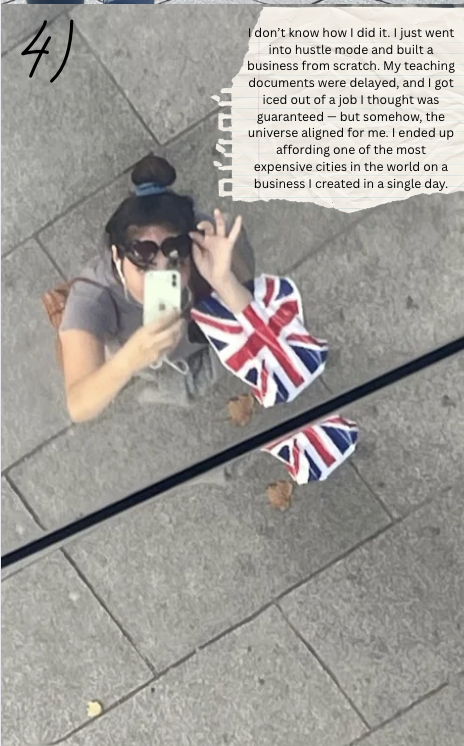 4)
I don't know how I did it. I just went
into hustle mode and built a
business from scratch. My teaching
documents were delayed, and I got
iced out of a job I thought was
guaranteed — but somehow, the
universe aligned for me. I ended up
affording one of the most
expensive cities in the world on a
business I created in a single day.